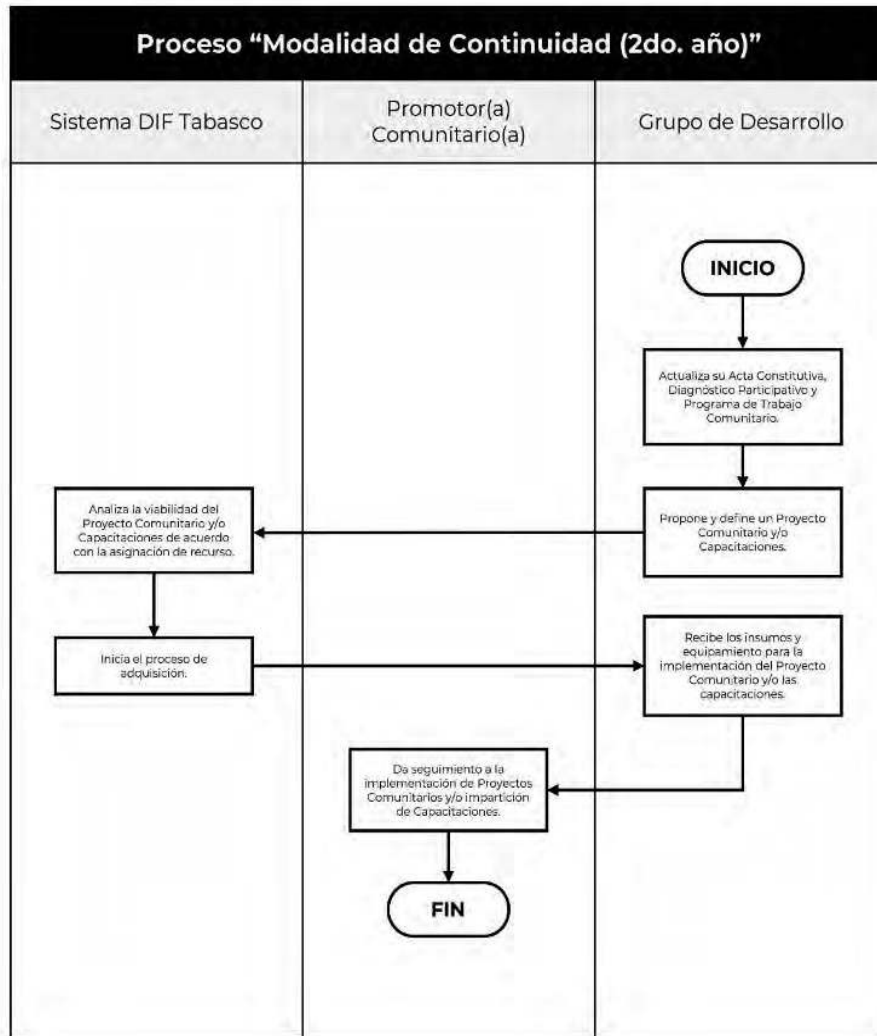 Proceso “Modalidad de Continuidad (2do. año)”
Sistema DIF Tabasco
Promotor(a)
Comunitario(a)
Grupo de Desarrollo
INICIO
Actualiza su Acta Constitutiva,
Diagnóstico Participativo y
Programa de Trabajo
Comunitario.
Propone y define un Proyecto
Comunitario y/o
Capacitaciones.
Analiza la viabilidad del
Proyecto Comunitario y/o
Capacitaciones de acuerdo
con la asignación de recurso.
Inicia el proceso de
adquisición.
Recibe los insumos y
equipamiento para la
implementación del Proyecto
Comunitario y/o las
capacitaciones.
Da seguimiento a la
implementación de Proyectos
Comunitarios y/o impartición
de Capacitaciones.
FIN